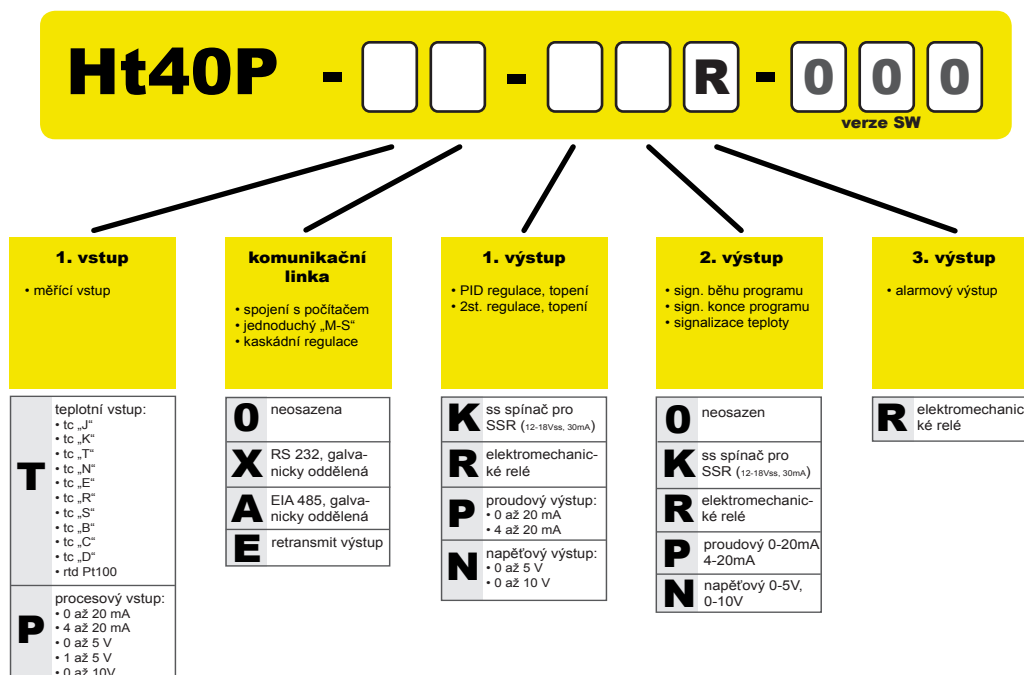 Ht40P - - R - 0 0 0
verze SW
1. vstup
• měřící vstup
T
teplotní vstup:
• tc „J“
• tc „K“
• tc „T“
• tc „N“
• tc „E“
• tc „R“
• tc „S“
• tc „B“
• tc „C“
• tc „D“
• rtd Pt100
P
procesový vstup:
• 0 až 20 mA
• 4 až 20 mA
• 0 až 5 V
• 1 až 5 V
• 0 až 10V
komunikační
linka
• spojení s počítačem
• jednoduchý „M-S“
• kaskádní regulace
0
neosazena
X
RS 232, galva-
nicky oddělená
A
EIA 485, galva-
nicky oddělená
E
retransmit výstup
1. výstup
• PID regulace, topení
• 2st. regulace, topení
K
ss spínač pro
SSR (12-18Vss, 30mA)
R
elektromechanic-
ké relé
P
proudový výstup:
• 0 až 20 mA
• 4 až 20 mA
N
napěťový výstup:
• 0 až 5 V
• 0 až 10 V
2. výstup
• sign. běhu programu
• sign. konce programu
• signalizace teploty
0
neosazen
K
ss spínač pro
SSR (12-18Vss, 30mA)
R
elektromechanic-
ké relé
P
proudový 0-20mA
4-20mA
N
napěťový 0-5V,
0-10V
3. výstup
• alarmový výstup
R
elektromechanic
ké relé